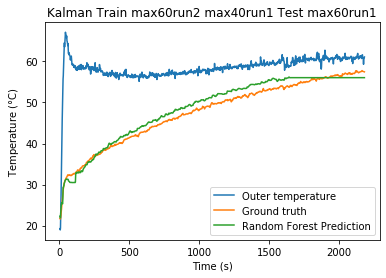 Kalman Train max60run2 max40run1 Test max60run1
Temperature (°C)
60
50
40
30
20
Outer temperature
Ground truth
Random Forest Prediction
0
500
1000
1500
2000
Time (s)